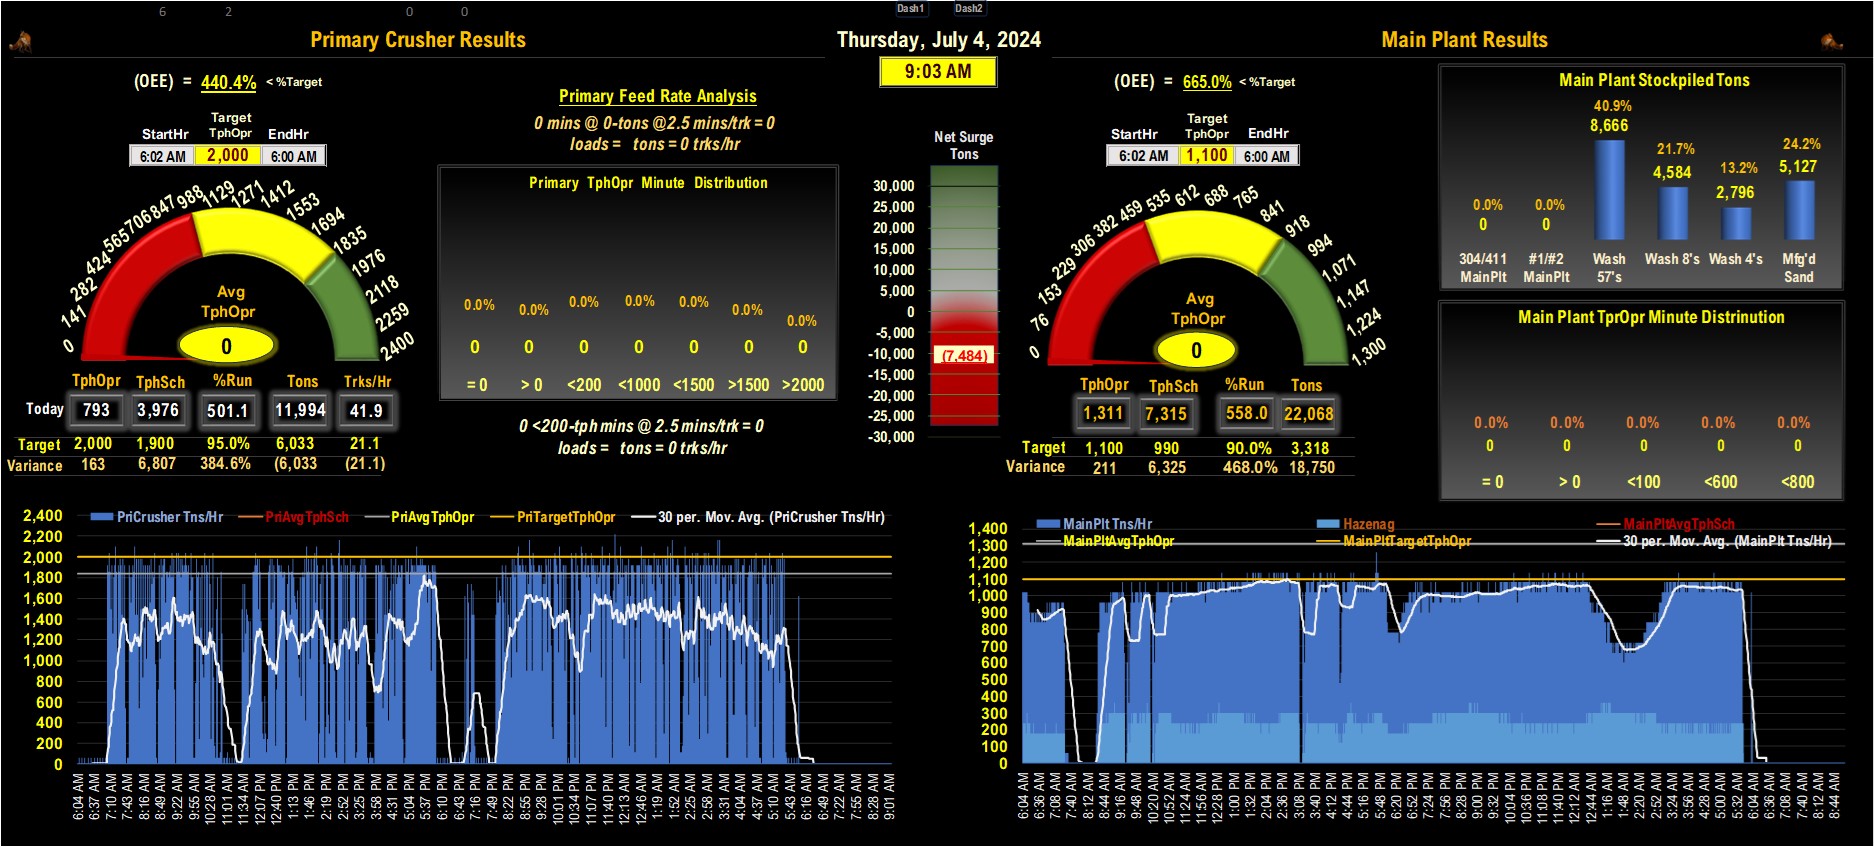 6 2 0 0 Dash1 Dash2
Primary Crusher Results
Thursday, July 4, 2024
Main Plant Results
9:03 AM
(OEE) = 440.4% < %Target
StartHr Target TphOpr EndHr
6:02 AM 2,000 6:00 AM
0 141 282 424 565 706 847 988 1129 1271 1412 1553 1694 1835 1976 2118 2259 2400
Avg
TphOpr
0
TphOpr TphSch %Run Tons Trks/Hr
Today 793 3,976 501.1 11,994 41.9
Target 2,000 1,900 95.0% 6,033 21.1
Variance 163 6,807 384.6% (6,033 (21.1)
Primary Feed Rate Analysis
0 mins @ 0-tons @2.5 mins/trk = 0
loads = tons = 0 trks/hr
Primary TphOpr Minute Distribution
0.0% 0.0% 0.0% 0.0% 0.0% 0.0% 0.0%
0 0 0 0 0 0 0
= 0 > 0 <200 <1000 <1500 >1500 >2000
0 <200-tph mins @ 2.5 mins/trk = 0
loads = tons = 0 trks/hr
Net Surge
Tons
30,000
25,000
20,000
15,000
10,000
5,000
0
-5,000
-10,000
-15,000
-20,000
-25,000
-30,000
(7,484)
(OEE) = 665.0% < %Target
StartHr Target TphOpr EndHr
6:02 AM 1,100 6:00 AM
0 76 153 229 306 382 459 535 612 688 765 841 918 994 1,071 1,147 1,224 1,300
Avg
TphOpr
0
TphOpr TphSch %Run Tons
1,311 7,315 558.0 22,068
Target 1,100 990 90.0% 3,318
Variance 211 6,325 468.0% 18,750
Main Plant Stockpiled Tons
0.0% 0.0% 40.9% 21.7% 13.2% 24.2%
0 0 8,666 4,584 2,796 5,127
304/411 #1/#2 Wash Wash 8's Wash 4's Mfg'd
MainPlt MainPlt 57's Sand
Main Plant TprOpr Minute Distrinution
0.0% 0.0% 0.0% 0.0% 0.0%
0 0 0 0 0
= 0 > 0 <100 <600 <800
PriCrusher Tns/Hr PriAvgTphSch PriAvgTphOpr PriTargetTphOpr 30 per. Mov. Avg. (PriCrusher Tns/Hr)
2,400
2,200
2,000
1,800
1,600
1,400
1,200
1,000
800
600
400
200
0
6:04 AM 6:37 AM 7:10 AM 7:43 AM 8:16 AM 8:49 AM 9:22 AM 9:55 AM 10:28 AM 11:01 AM 11:34 AM 12:07 PM 12:40 PM 1:13 PM 1:46 PM 2:19 PM 2:52 PM 3:25 PM 3:58 PM 4:31 PM 5:04 PM 5:37 PM 6:10 PM 6:43 PM 7:16 PM 7:49 PM 8:22 PM 8:55 PM 9:28 PM 10:01 PM 10:34 PM 11:07 PM 11:40 PM 12:13 AM 12:46 AM 1:19 AM 1:52 AM 2:25 AM 2:58 AM 3:31 AM 4:04 AM 4:37 AM 5:10 AM 5:43 AM 6:16 AM 6:49 AM 7:22 AM 7:55 AM 8:28 AM 9:01 AM
MainPlt Tns/Hr Hazenag MainPltAvgTphSch
MainPltAvgTphOpr MainPltTargetTphOpr 30 per. Mov. Avg. (MainPlt Tns/Hr)
1,400
1,300
1,200
1,100
1,000
900
800
700
600
500
400
300
200
100
0
6:04 AM 6:36 AM 7:08 AM 7:40 AM 8:12 AM 8:44 AM 9:16 AM 9:48 AM 10:20 AM 10:52 AM 11:24 AM 11:56 AM 12:28 PM 1:00 PM 1:32 PM 2:04 PM 2:36 PM 3:08 PM 3:40 PM 4:12 PM 4:44 PM 5:16 PM 5:48 PM 6:20 PM 6:52 PM 7:24 PM 7:56 PM 8:28 PM 9:00 PM 9:32 PM 10:04 PM 10:36 PM 11:08 PM 11:40 PM 12:12 AM 12:44 AM 1:16 AM 1:48 AM 2:20 AM 2:52 AM 3:24 AM 3:56 AM 4:28 AM 5:00 AM 5:32 AM 6:04 AM 6:36 AM 7:08 AM 7:40 AM 8:12 AM 8:44 AM